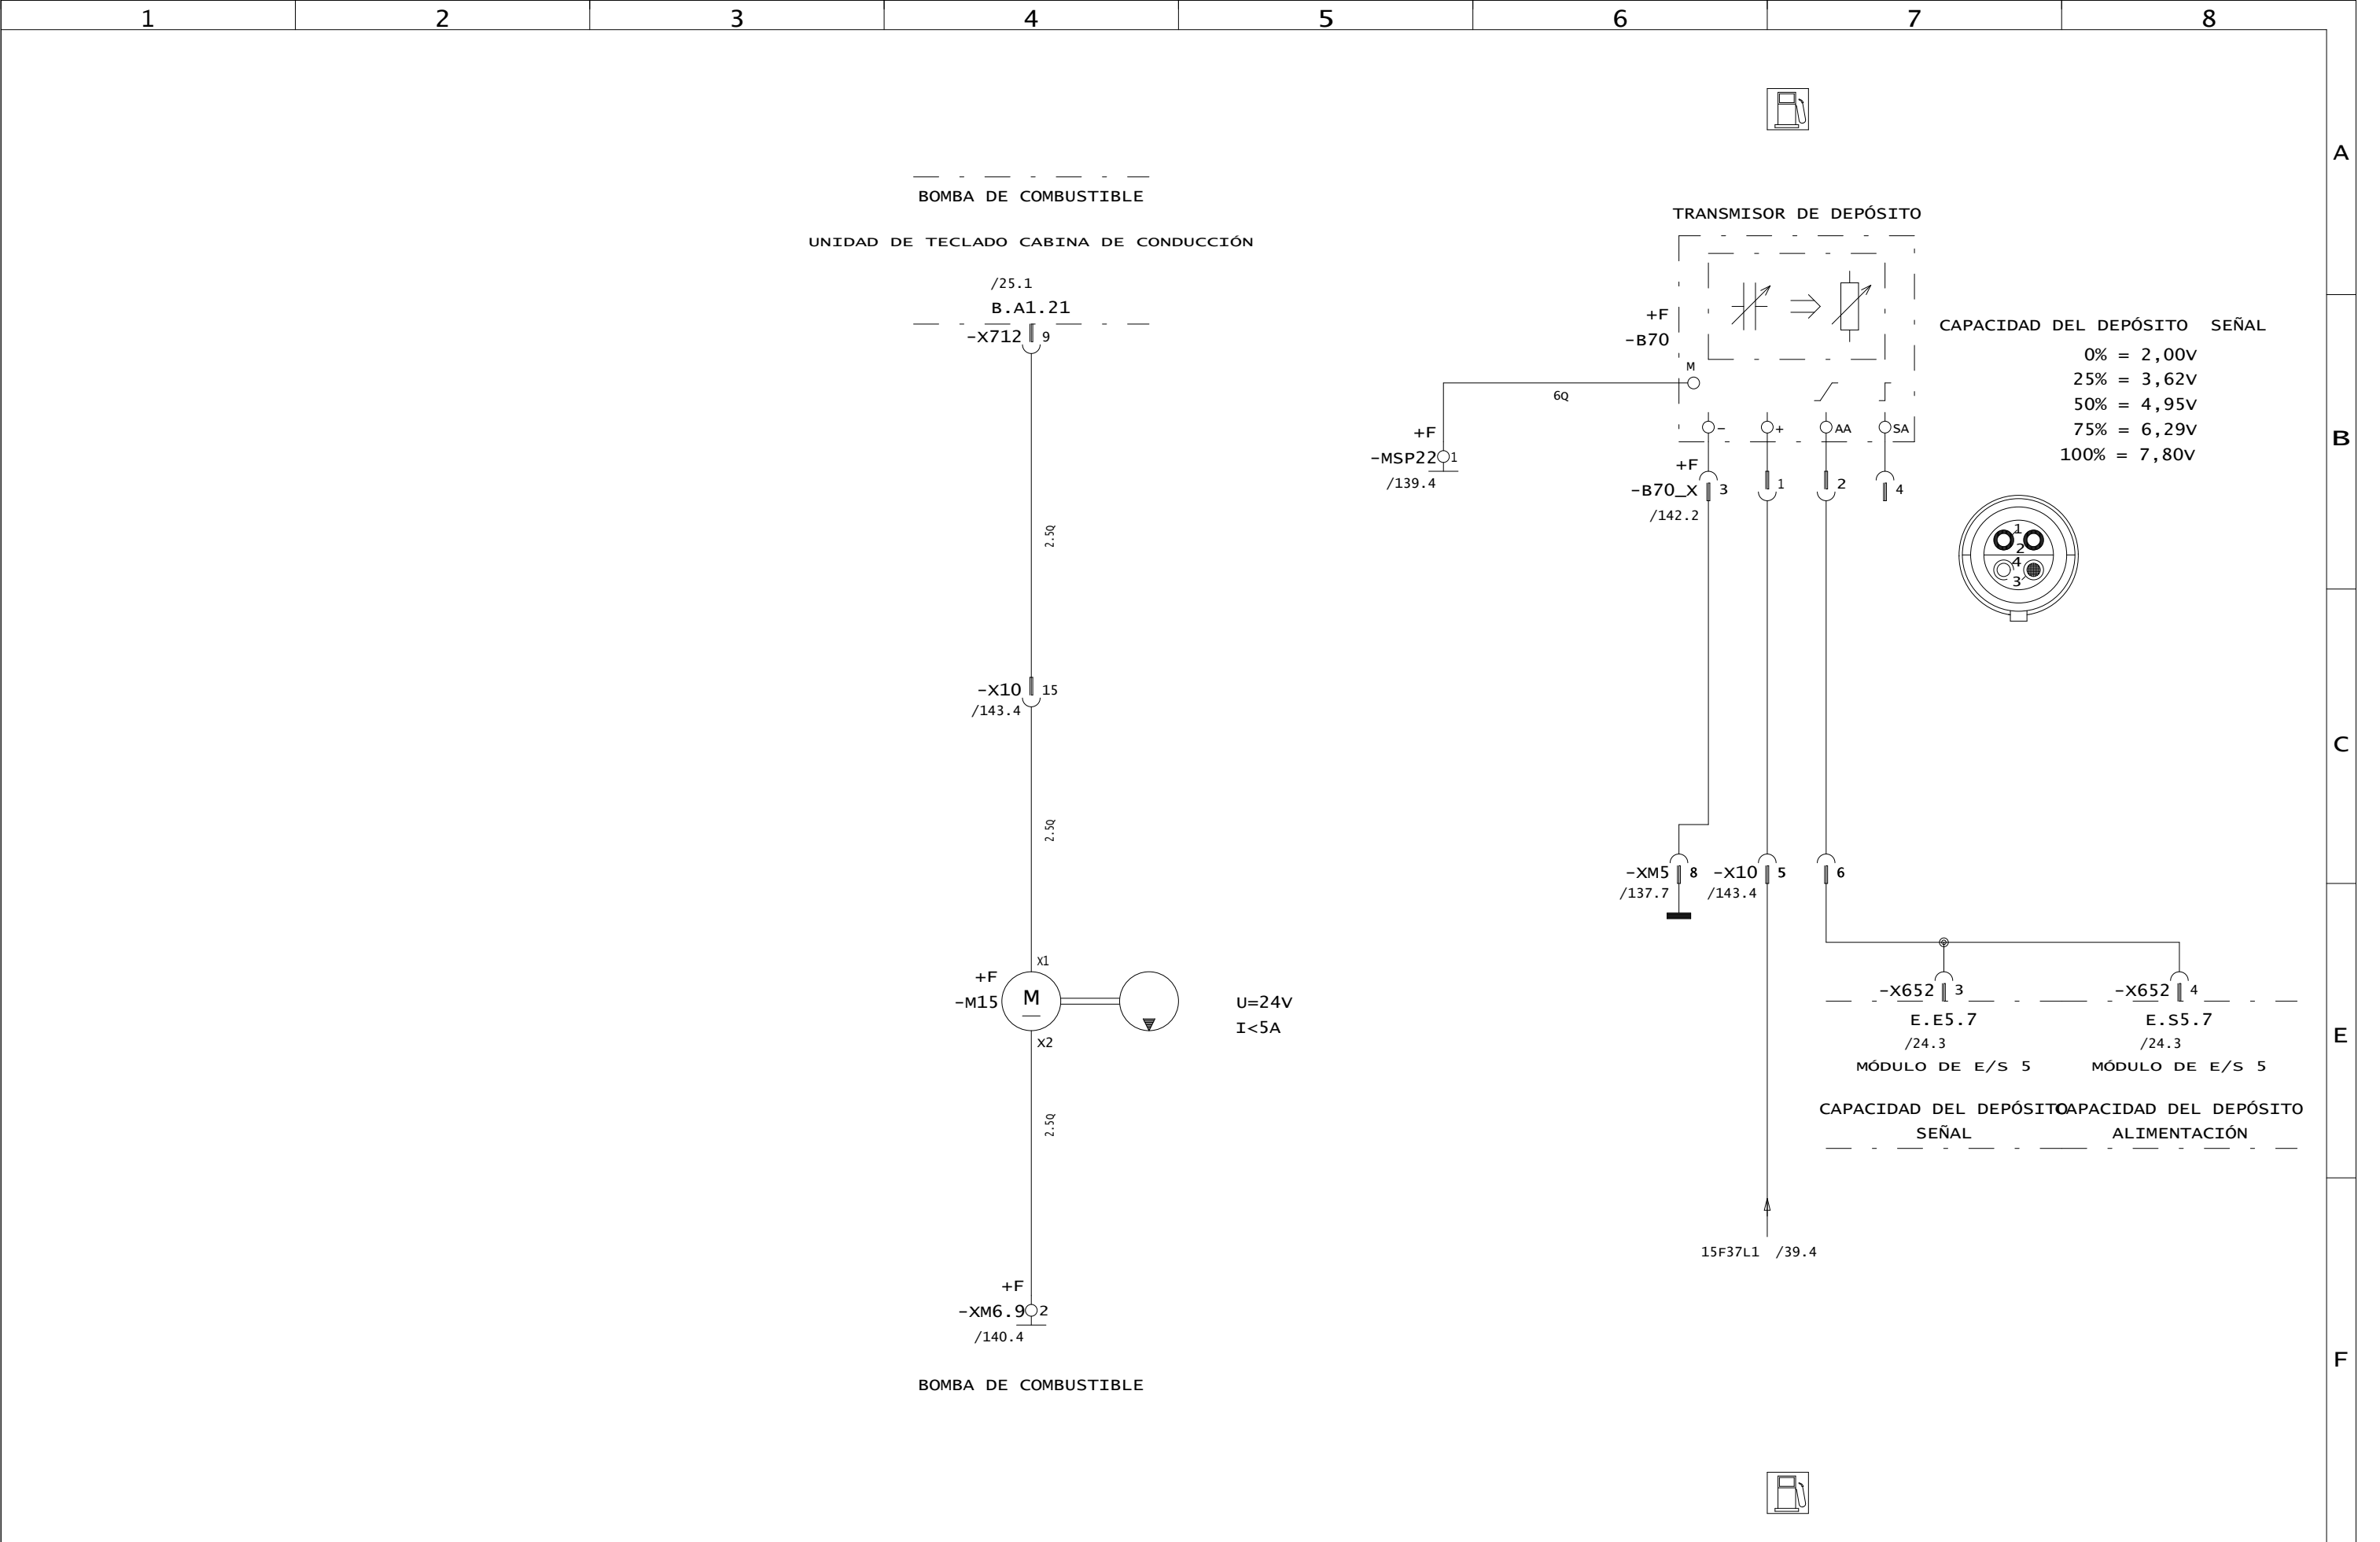 1 2 3 4 5 6 7 8
A
B
C
E
F
BOMBA DE COMBUSTIBLE
UNIDAD DE TECLADO CABINA DE CONDUCCIÓN
/25.1
B.A1.21
-X712 9
2.5Q
-X10 15
/143.4
2.5Q
X1
+F
-M15 M
X2
U=24V
I<5A
2.5Q
+F
-XM6.9 2
/140.4
BOMBA DE COMBUSTIBLE
TRANSMISOR DE DEPÓSITO
+F
-B70
M
6Q
- + AA SA
+F
-MSP22 1
/139.4
+F
-B70_X 3 1 2 4
/142.2
CAPACIDAD DEL DEPÓSITO SEÑAL
0% = 2,00V
25% = 3,62V
50% = 4,95V
75% = 6,29V
100% = 7,80V
1
2
4
3
-XM5 8 -X10 5 6
/137.7 /143.4
-X652 3
E.E5.7
/24.3
MÓDULO DE E/S 5
CAPACIDAD DEL DEPÓSITO
SEÑAL
-X652 4
E.S5.7
/24.3
MÓDULO DE E/S 5
CAPACIDAD DEL DEPÓSITO
ALIMENTACIÓN
15F37L1 /39.4